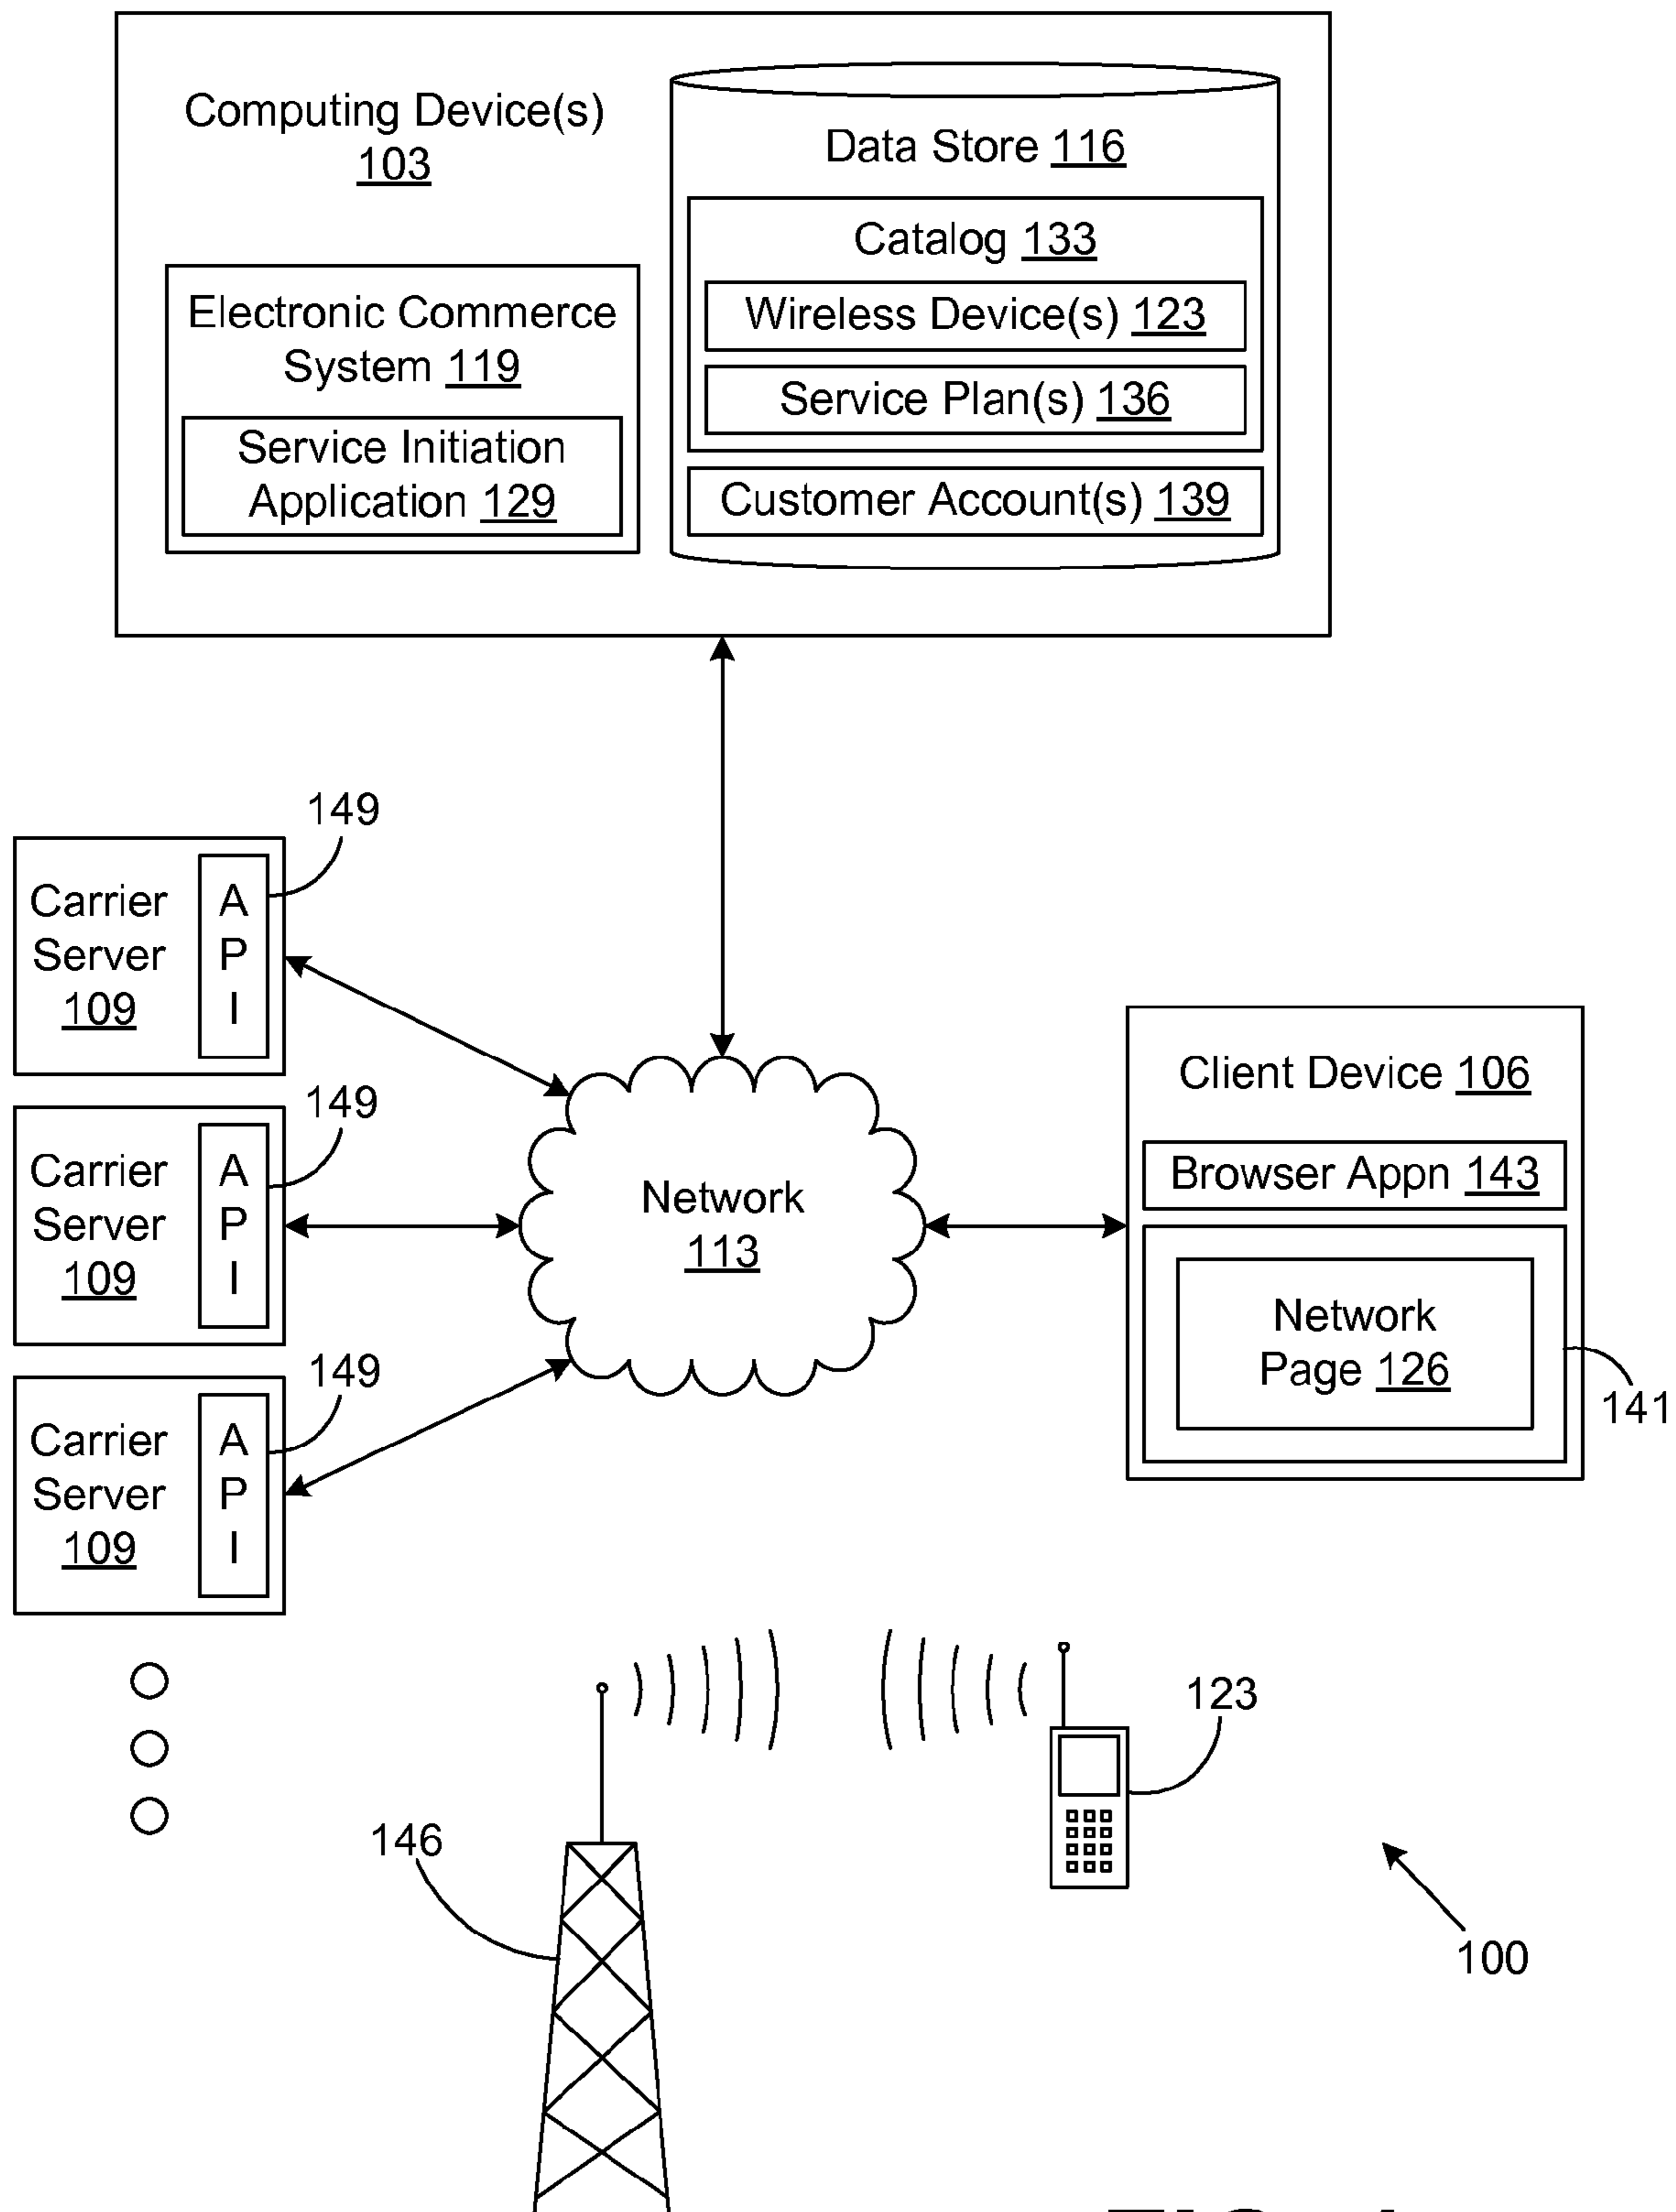 Computing Device(s)
103
Data Store 116
Catalog 133
Wireless Device(s) 123
Service Plan(s) 136
Customer Account(s) 139
Electronic Commerce
System 119
Service Initiation
Application 129
149
Carrier
Server
109
A
P
I
149
Carrier
Server
109
A
P
I
149
Carrier
Server
109
A
P
I
Network
113
Client Device 106
Browser Appn 143
Network
Page 126
141
123
146
100